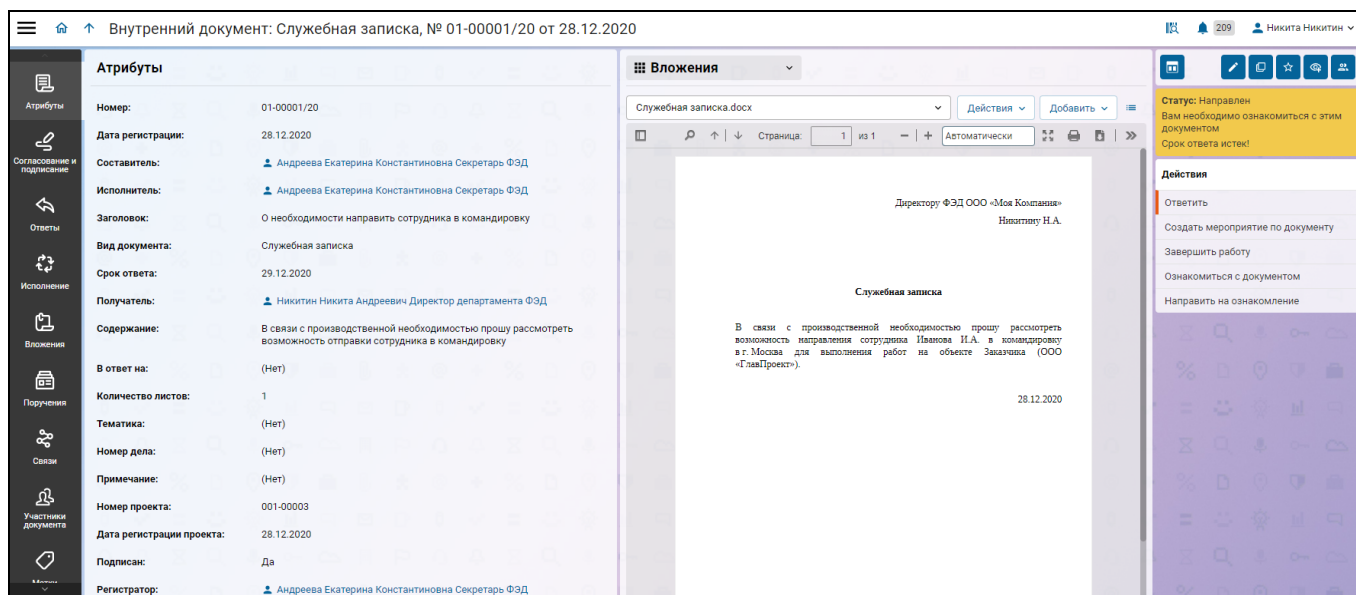 Внутренний документ: Служебная записка, № 01-00001/20 от 28.12.2020
209
Никита Никитин
Атрибуты
Согласование и
подписание
Ответы
Исполнение
Вложения
Поручения
Связи
Участники
документа
Метки
Атрибуты
Номер: 01-00001/20
Дата регистрации: 28.12.2020
Составитель: Андреева Екатерина Константиновна Секретарь ФЭД
Исполнитель: Андреева Екатерина Константиновна Секретарь ФЭД
Заголовок: О необходимости направить сотрудника в командировку
Вид документа: Служебная записка
Срок ответа: 29.12.2020
Получатель: Никитин Никита Андреевич Директор департамента ФЭД
Содержание: В связи с производственной необходимостью прошу рассмотреть
возможность отправки сотрудника в командировку
В ответ на: (Нет)
Количество листов: 1
Тематика: (Нет)
Номер дела: (Нет)
Примечание: (Нет)
Номер проекта: 001-00003
Дата регистрации проекта: 28.12.2020
Подписан: Да
Регистратор: Андреева Екатерина Константиновна Секретарь ФЭД
Вложения
Служебная записка.docx
Действия
Добавить
Страница: 1 из 1
Автоматически
Директору ФЭД ООО «Моя Компания»
Никитину Н.А.
Служебная записка
В связи с производственной необходимостью прошу рассмотреть
возможность направления сотрудника Иванова И.А. в командировку
в г. Москва для выполнения работ на объекте Заказчика (ООО
«ГлавПроект»).
28.12.2020
Статус: Направлен
Вам необходимо ознакомиться с этим
документом
Срок ответа истек!
Действия
Ответить
Создать мероприятие по документу
Завершить работу
Ознакомиться с документом
Направить на ознакомление